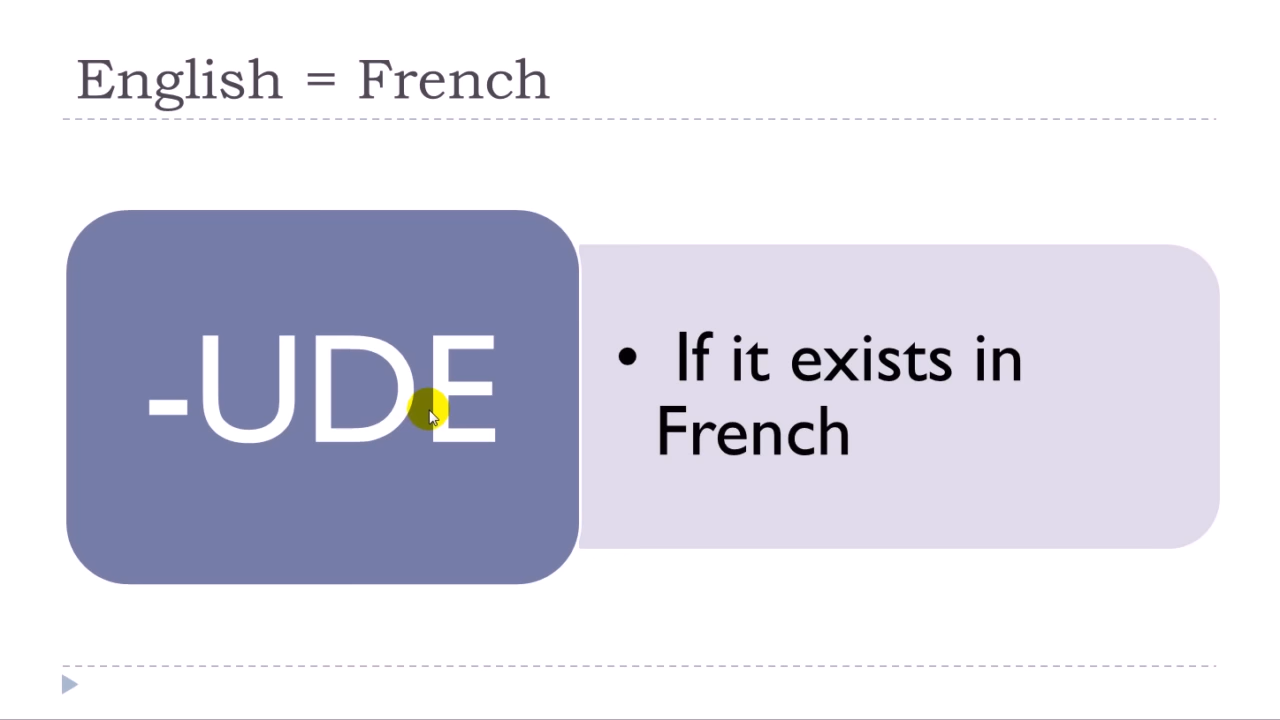 English = French
-UDE
• If it exists in
French